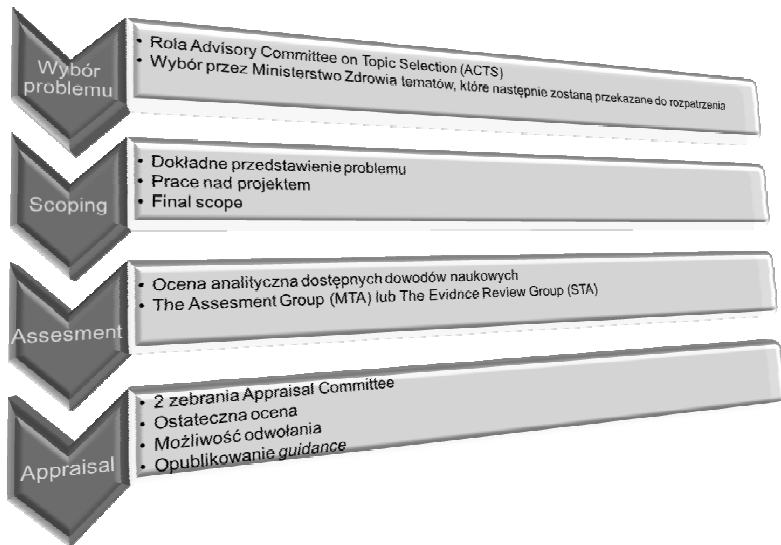 Wybór
problemu
• Rola Advisory Committee on Topic Selection (ACTS)
• Wybór przez Ministerstwo Zdrowia tematów, które następnie zostaną przekazane do rozpatrzenia
Scoping
• Dokładne przedstawienie problemu
• Prace nad projektem
• Final scope
Assesment
• Ocena analityczna dostępnych dowodów naukowych
• The Assesment Group (MTA) lub The Evidnce Review Group (STA)
Appraisal
• 2 zebrania Appraisal Committee
• Ostateczna ocena
• Możliwość odwołania
• Opublikowanie guidance